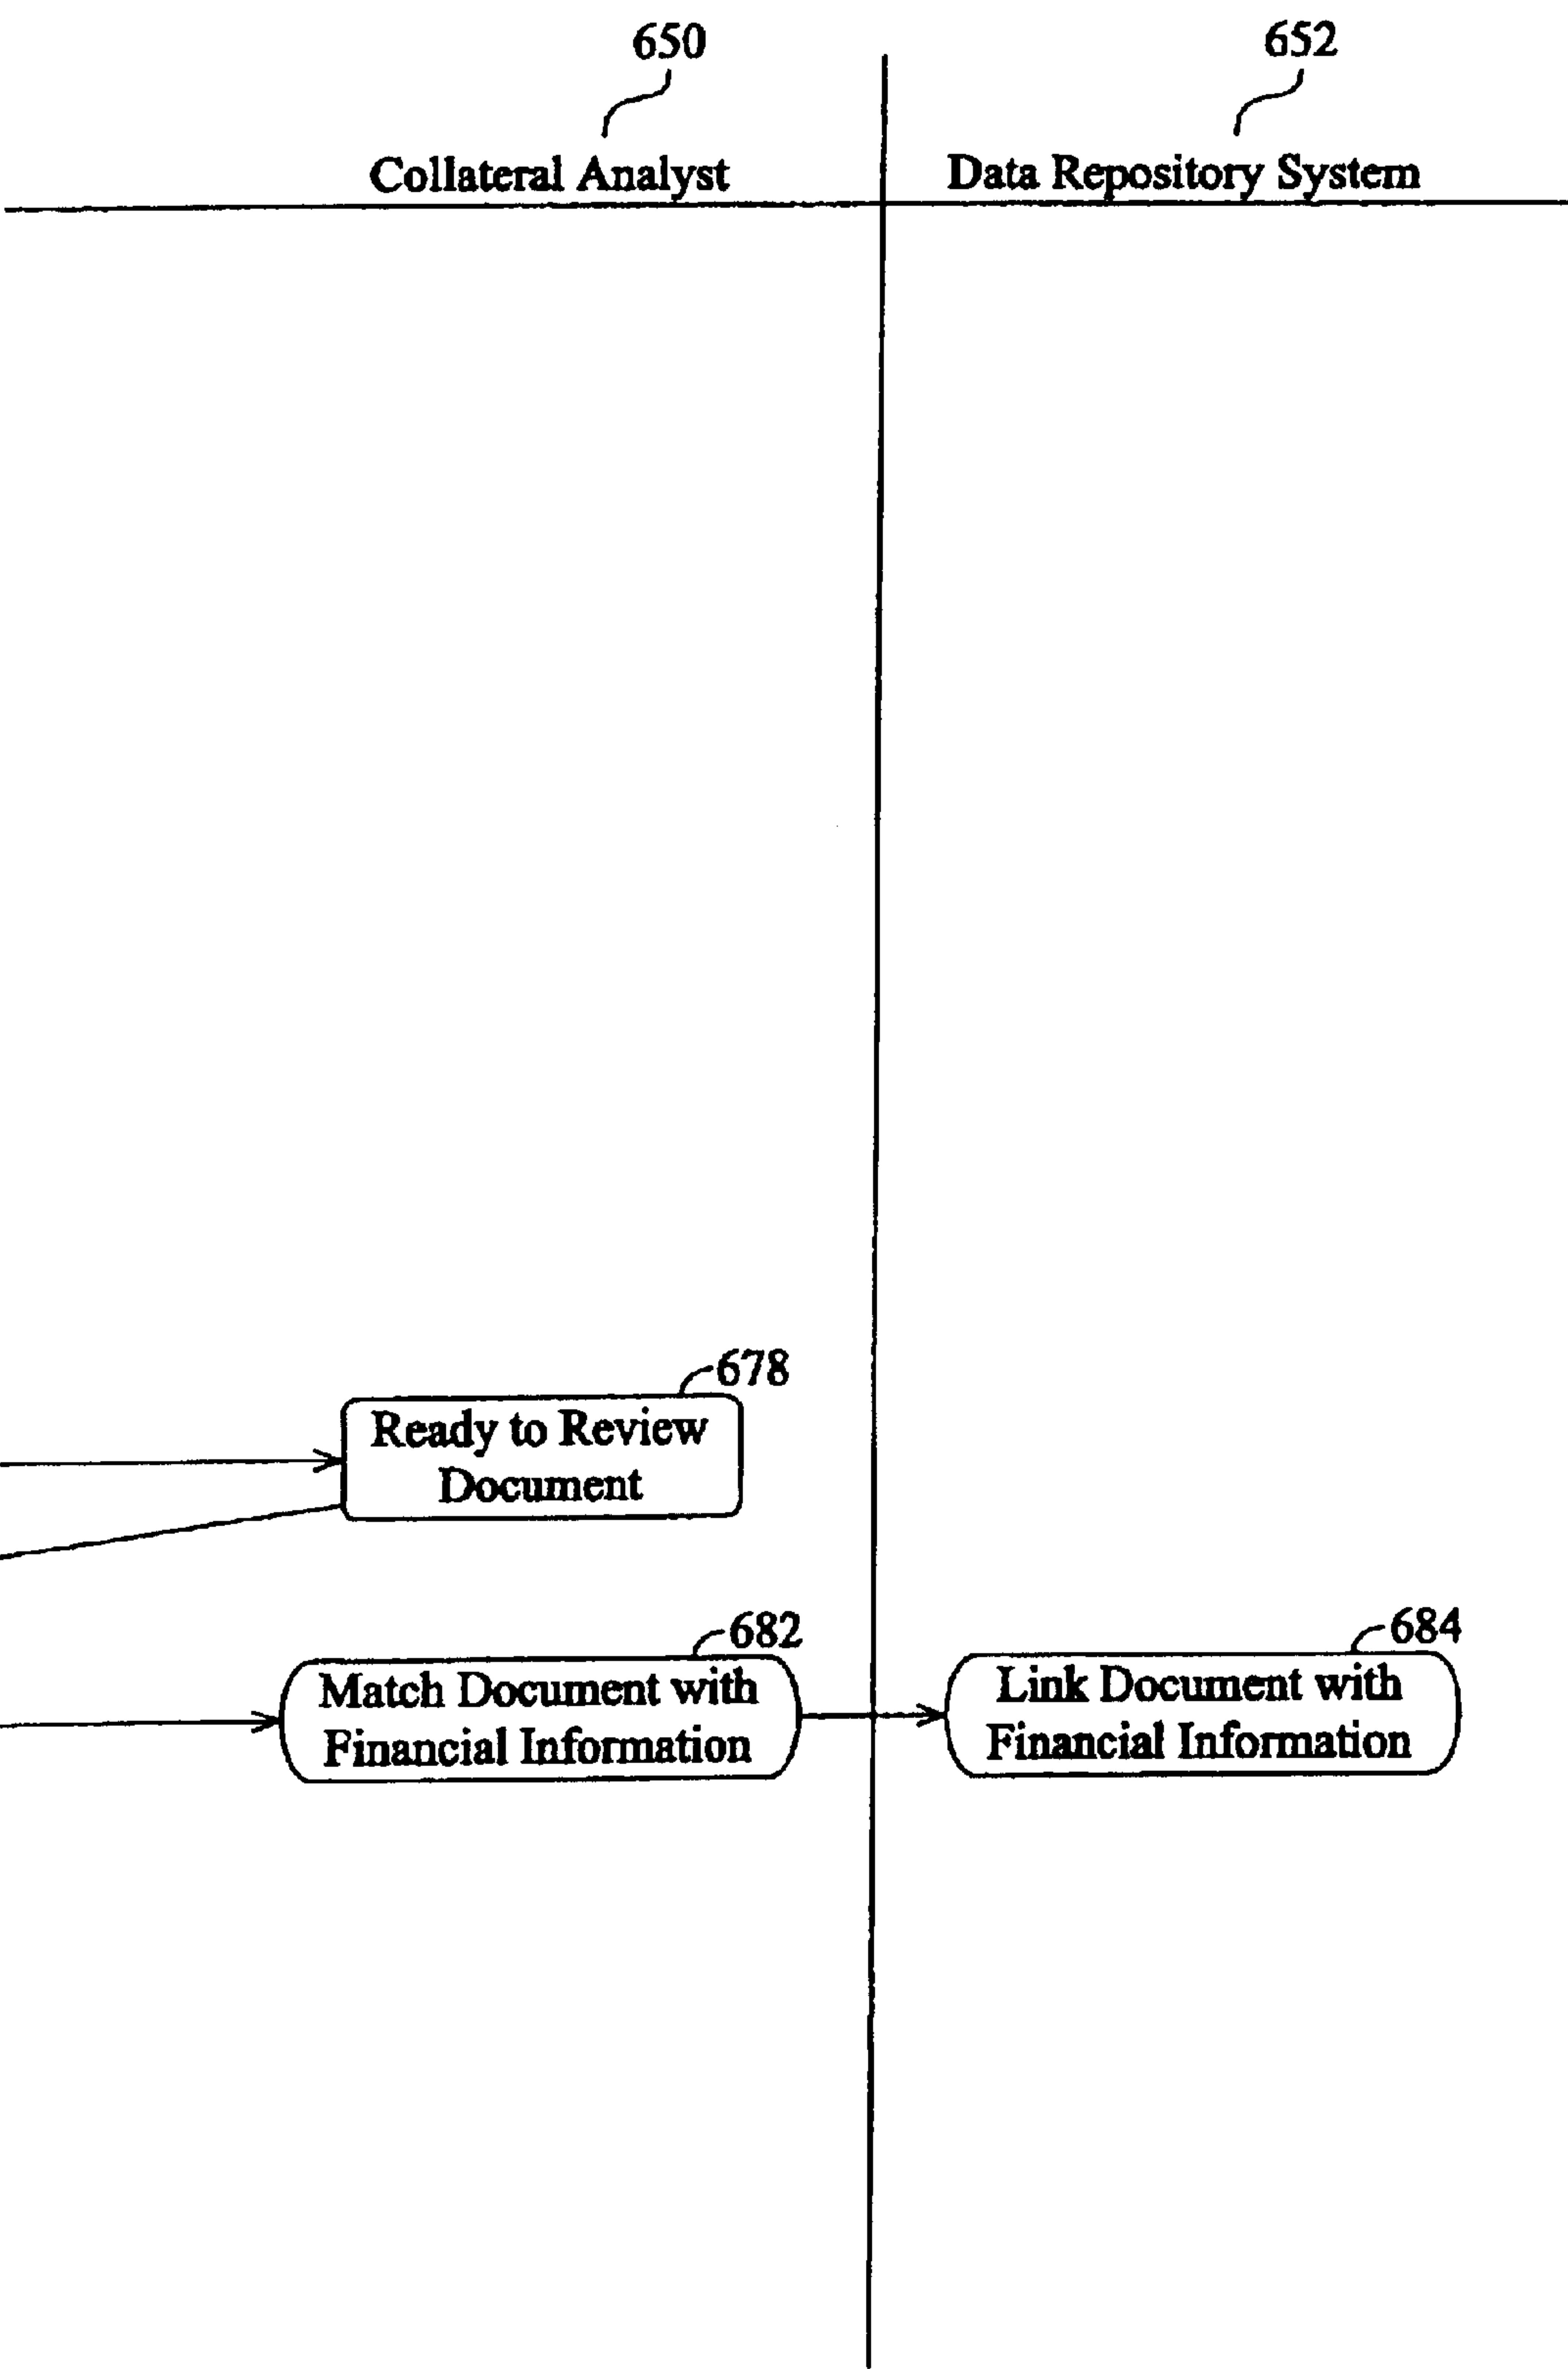 650
652
Collateral Analyst
Data Repository System
678
Ready to Review
Document
682
Match Document with
Financial Information
684
Link Document with
Financial Information